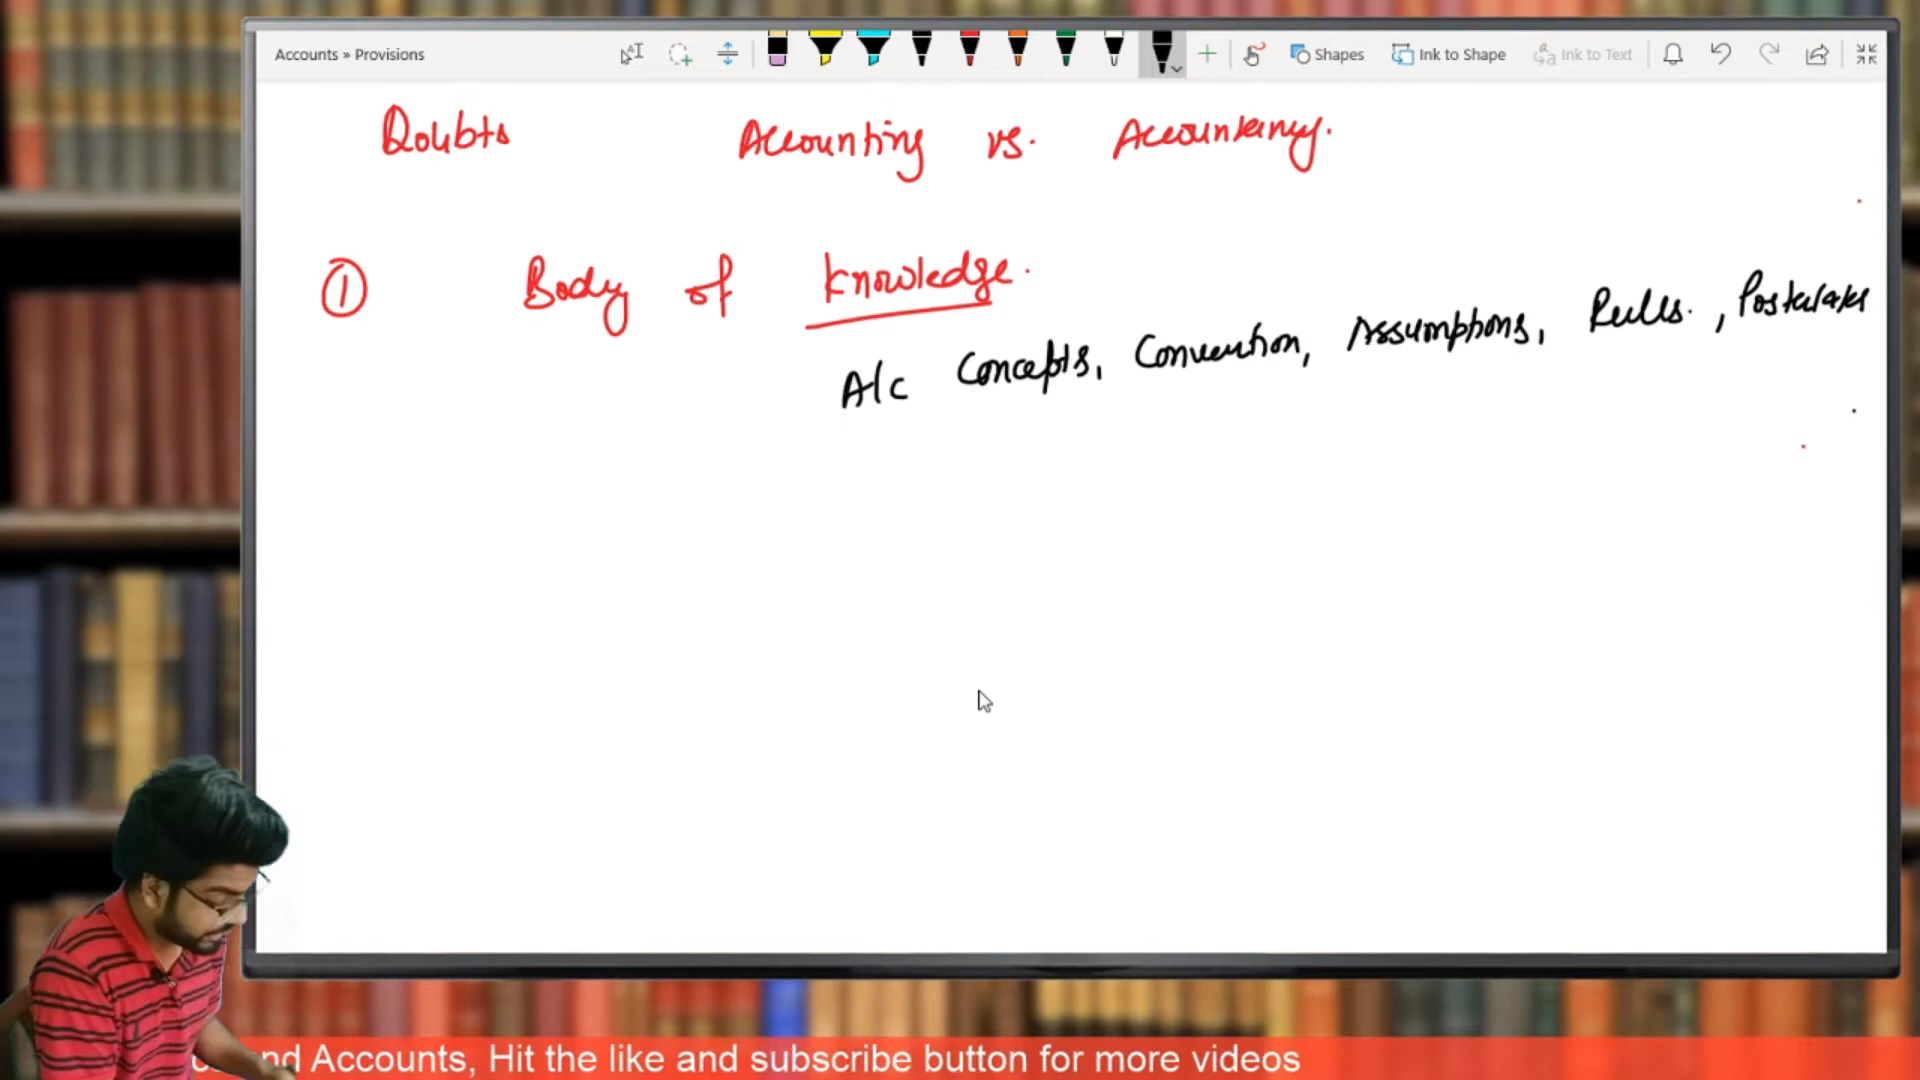 Accounts » Provisions
Shapes Ink to Shape Ink to Text
Doubts Accounting vs. Accountancy.
① Body of knowledge.
A/c Concepts, Convention, Assumptions, Rules. , Postulates
nd Accounts, Hit the like and subscribe button for more videos